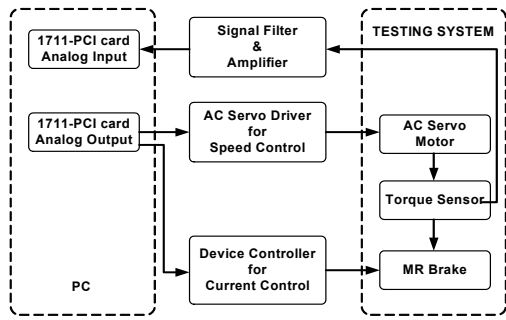 1711-PCI card
Analog Input
Signal Filter
&
Amplifier
TESTING SYSTEM
1711-PCI card
Analog Output
AC Servo Driver
for
Speed Control
AC Servo
Motor
Torque Sensor
Device Controller
for
Current Control
MR Brake
PC